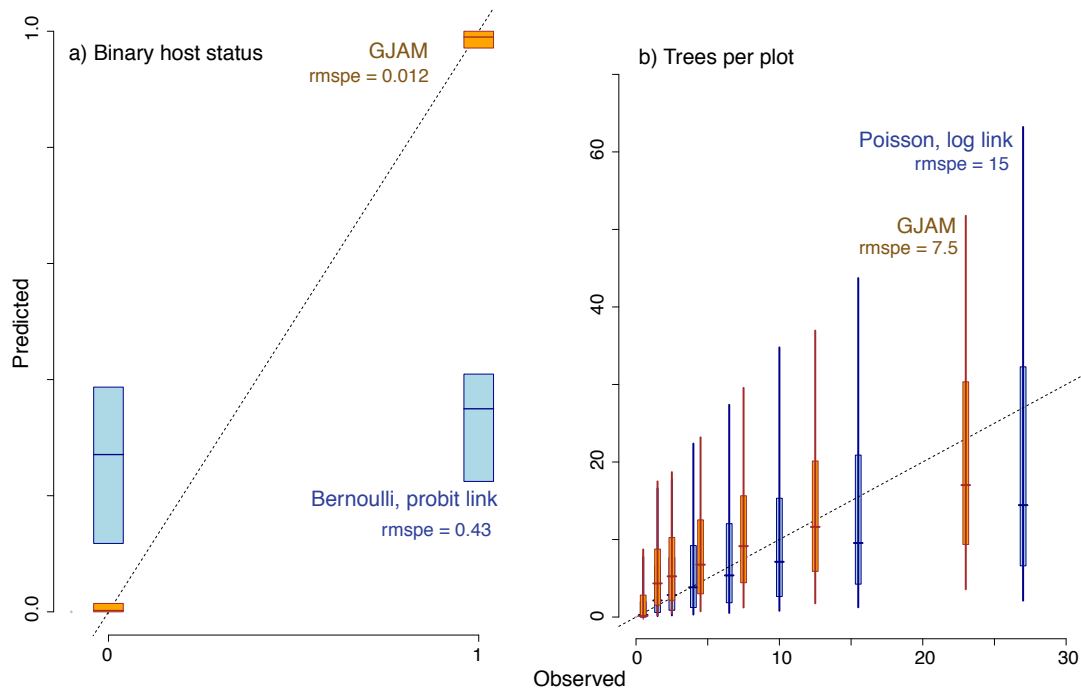 a) Binary host status
GJAM
rmspe = 0.012
Bernoulli, probit link
rmspe = 0.43
Predicted
0.0
1.0
0
1
b) Trees per plot
Poisson, log link
rmspe = 15
GJAM
rmspe = 7.5
0
20
40
60
0
10
20
30
Observed